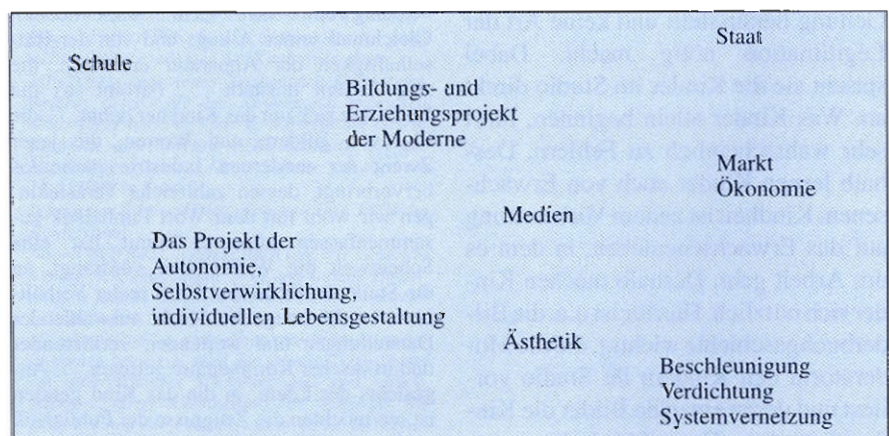 Staat
Schule
Bildungs- und
Erziehungsprojekt
der Moderne
Markt
Ökonomie
Medien
Das Projekt der
Autonomie,
Selbstverwirklichung,
individuellen Lebensgestaltung
Ästhetik
Beschleunigung
Verdichtung
Systemvernetzung